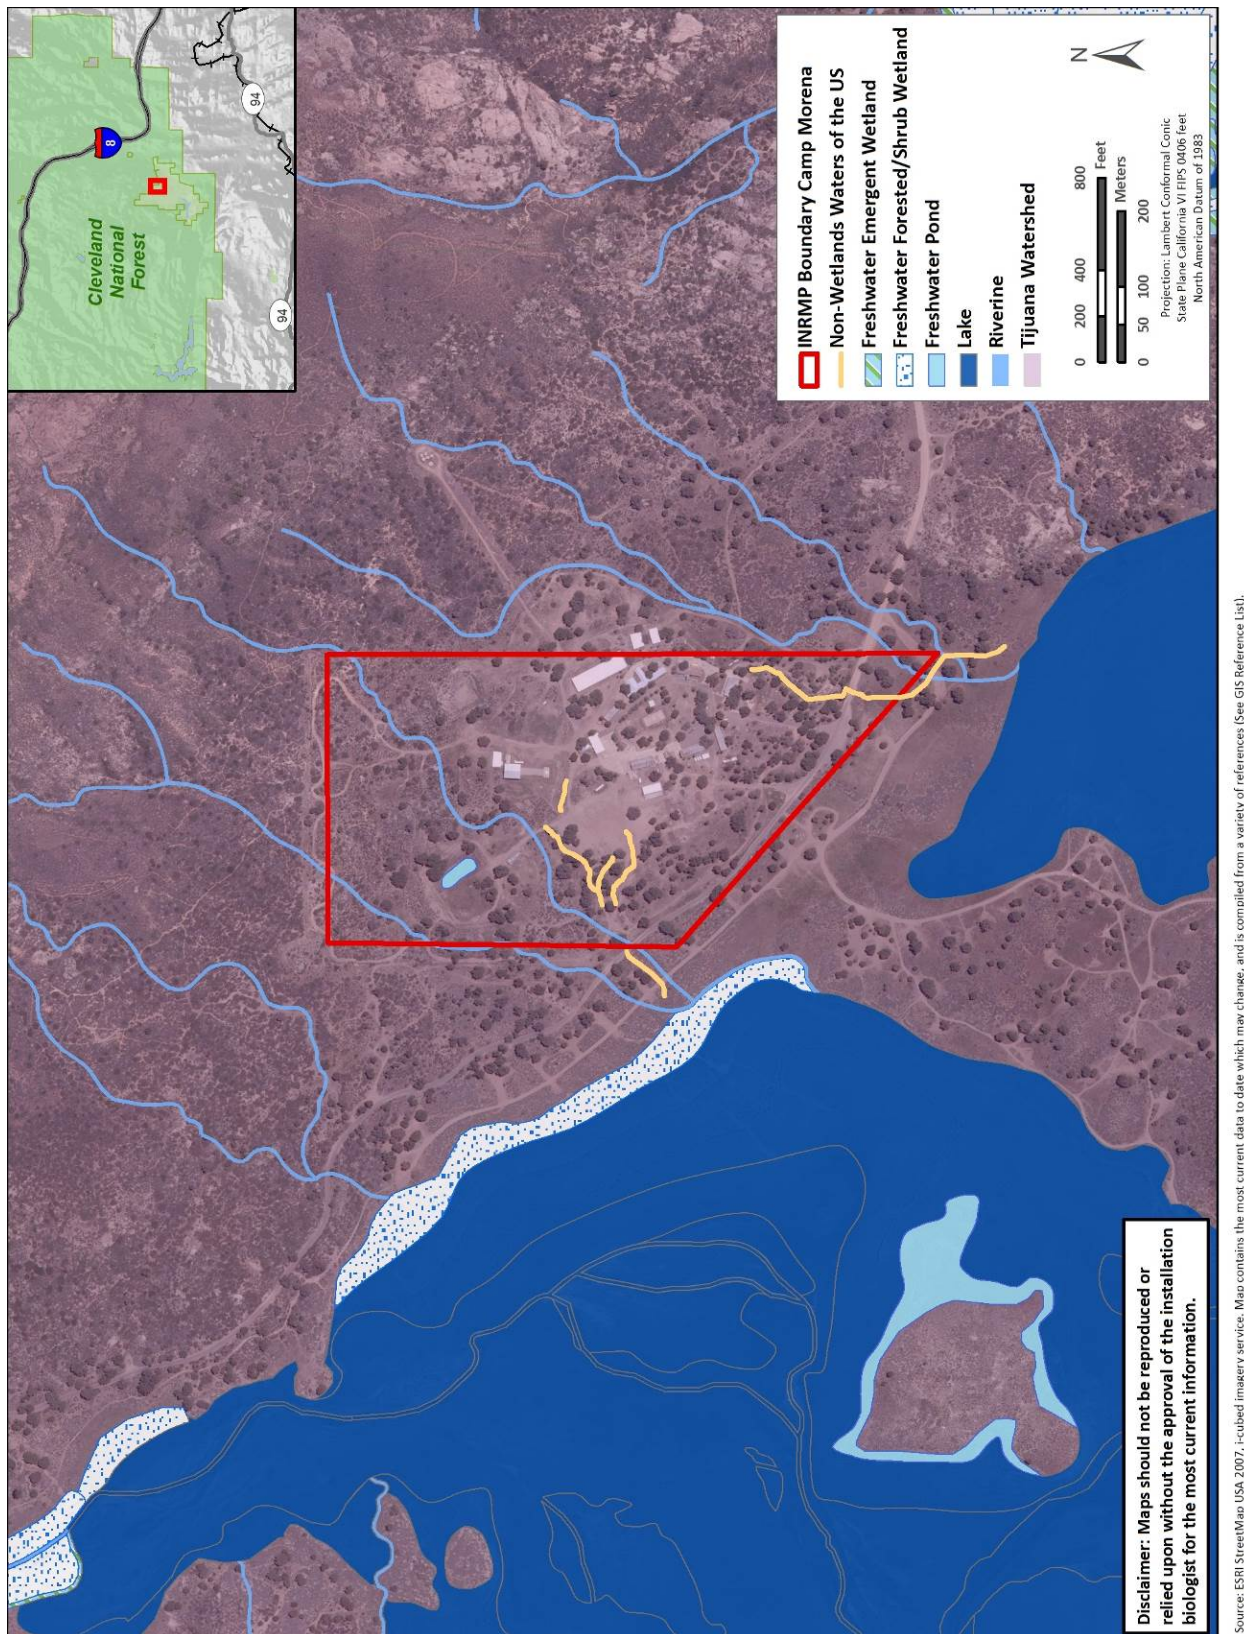 Cleveland
National
Forest
8
94
94
INRMP Boundary Camp Morena
Non-Wetlands Waters of the US
Freshwater Emergent Wetland
Freshwater Forested/Shrub Wetland
Freshwater Pond
Lake
Riverine
Tijuana Watershed
N
0 200 400 800
Feet
Meters
0 50 100 200
Projection: Lambert Conformal Conic
State Plane California VI FIPS 0406 feet
North American Datum of 1983
Disclaimer: Maps should not be reproduced or
relied upon without the approval of the installation
biologist for the most current information.
Source: ESRI StreetMap USA 2007, i-cubed imagery service. Map contains the most current data to date which may change, and is compiled from a variety of references (See GIS Reference List).